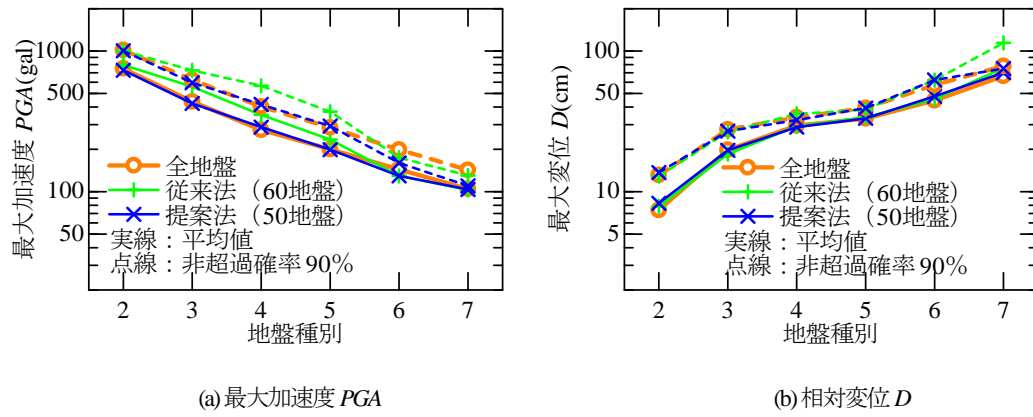 最大加速度 PGA(gal)
1000
500
100
50
2 3 4 5 6 7
地盤種別
全地盤
従来法（60地盤）
提案法（50地盤）
実線：平均値
点線：非超過確率90%
(a) 最大加速度 PGA
最大変位 D(cm)
100
50
10
5
2 3 4 5 6 7
地盤種別
全地盤
従来法（60地盤）
提案法（50地盤）
実線：平均値
点線：非超過確率90%
(b) 相対変位 D